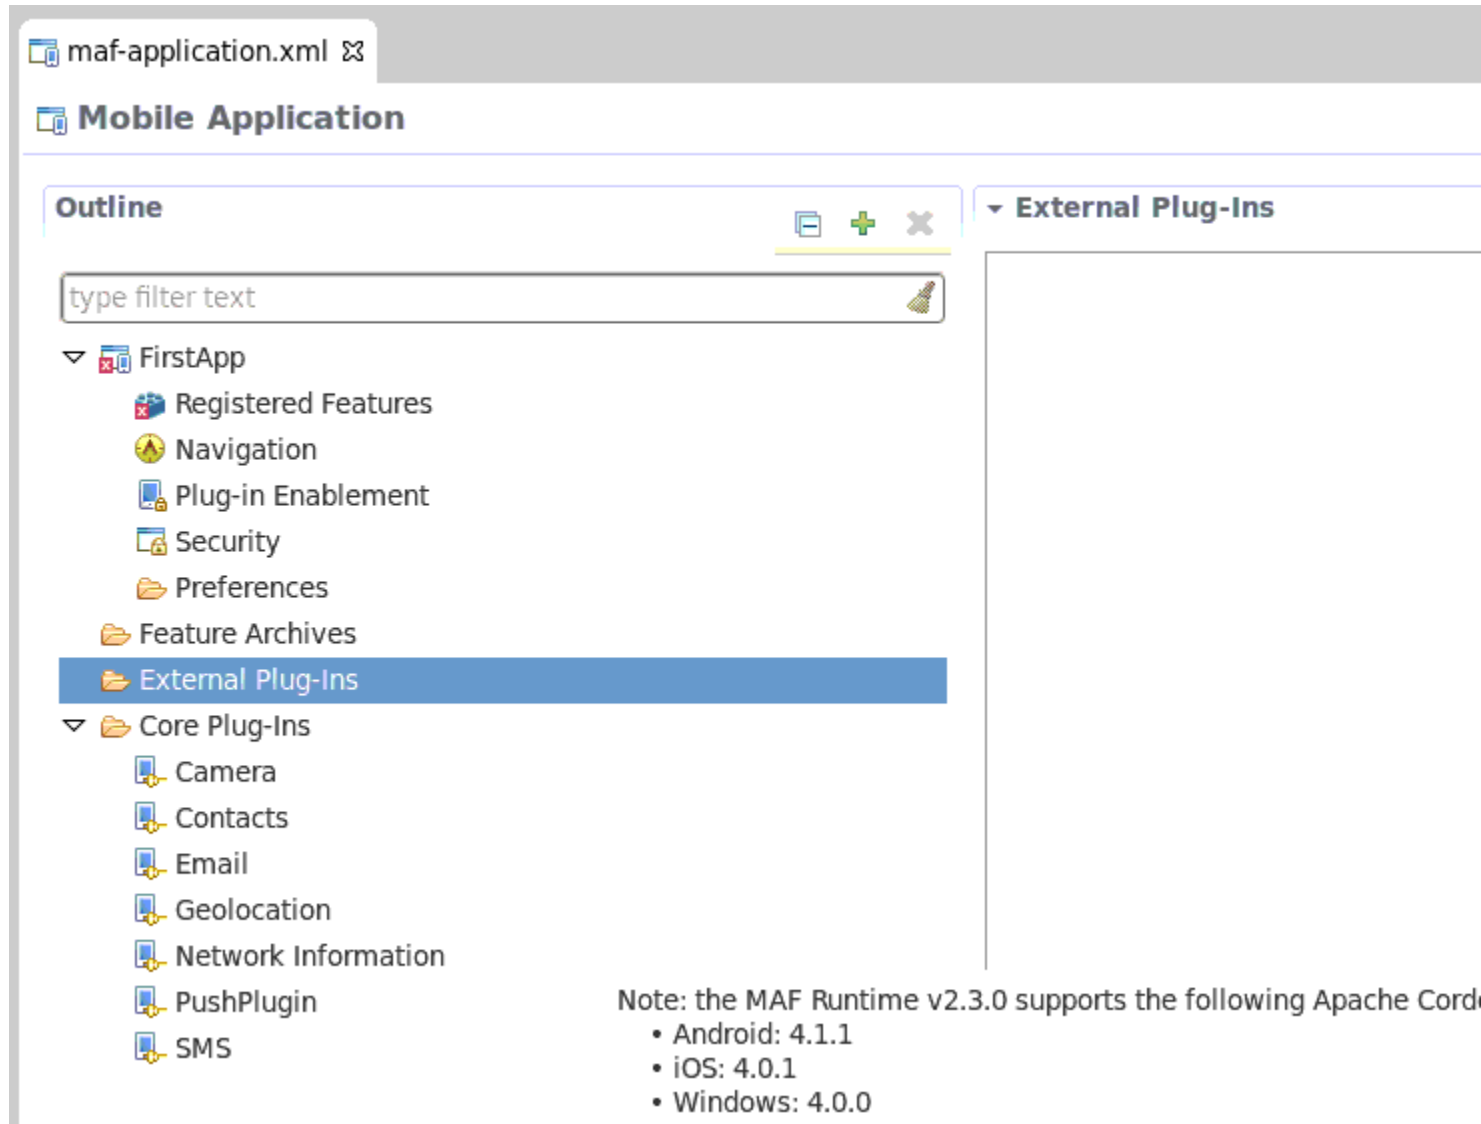 maf-application.xml
Mobile Application
Outline
External Plug-Ins
type filter text
FirstApp
Registered Features
Navigation
Plug-in Enablement
Security
Preferences
Feature Archives
External Plug-Ins
Core Plug-Ins
Camera
Contacts
Email
Geolocation
Network Information
PushPlugin
SMS
Note: the MAF Runtime v2.3.0 supports the following Apache
• Android: 4.1.1
• iOS: 4.0.1
• Windows: 4.0.0